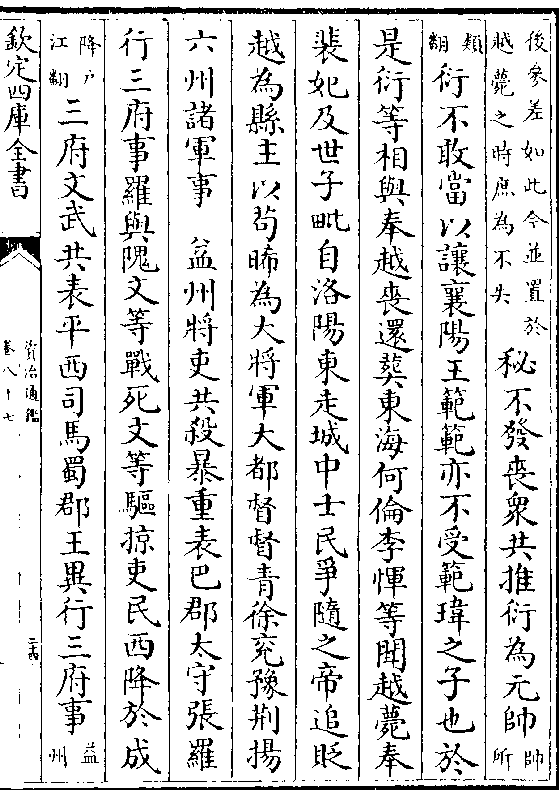 後參差如此今並置於
越薨之時庶為不失
秘不發喪衆共推衍為元帥
帥
所
類
翻
衍不敢當以讓襄陽王範範亦不受範瑋之子也於
是衍等相與奉越喪還葬東海何倫李惲等聞越薨奉
裴妃及世子毗自洛陽東走城中士民爭隨之帝追貶
越為縣主以苟晞為大將軍大都督督青徐兗豫荆揚
六州諸軍事 益州將吏共殺暴重表巴郡太守張羅
行三府事羅與隗文等戰死文等驅掠吏民西降於成
降戶
江翻
三府文武共表平西司馬蜀郡王異行三府事
益
州
欽定四庫全書
資治通鑑
卷八十七